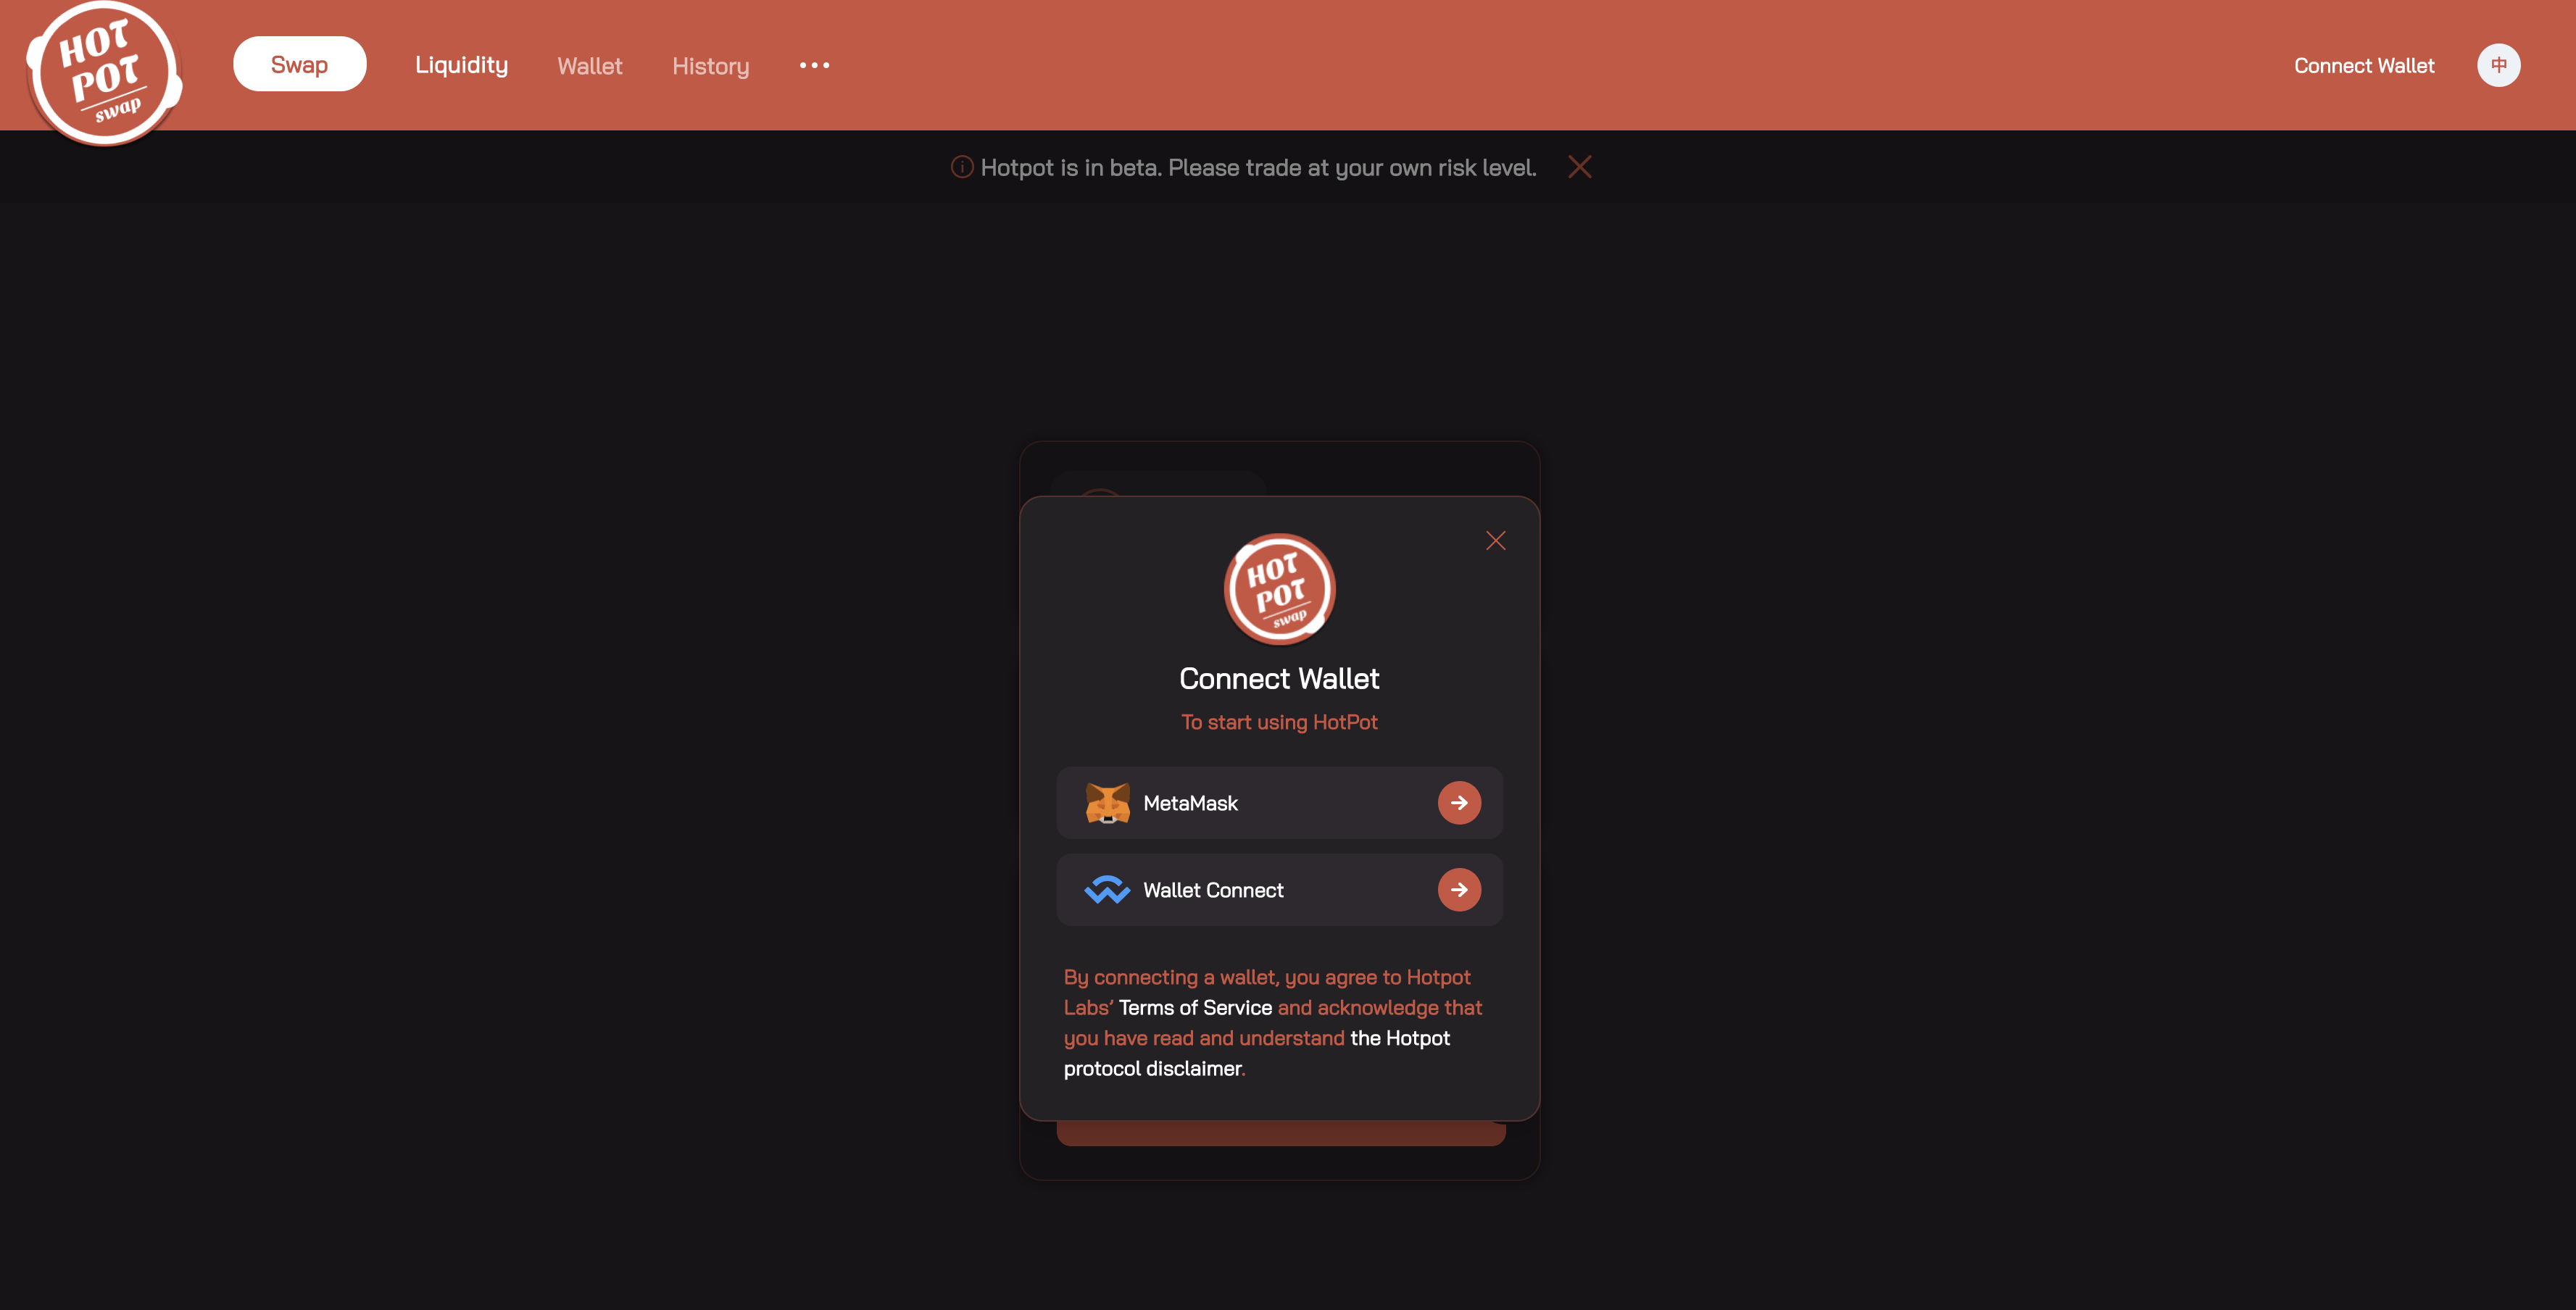 HOT
POT
swap
Swap
Liquidity
Wallet
History
Connect Wallet
中
Hotpot is in beta. Please trade at your own risk level.
HOT
POT
swap
Connect Wallet
To start using HotPot
MetaMask
Wallet Connect
By connecting a wallet, you agree to Hotpot
Labs’ Terms of Service and acknowledge that
you have read and understand the Hotpot
protocol disclaimer.